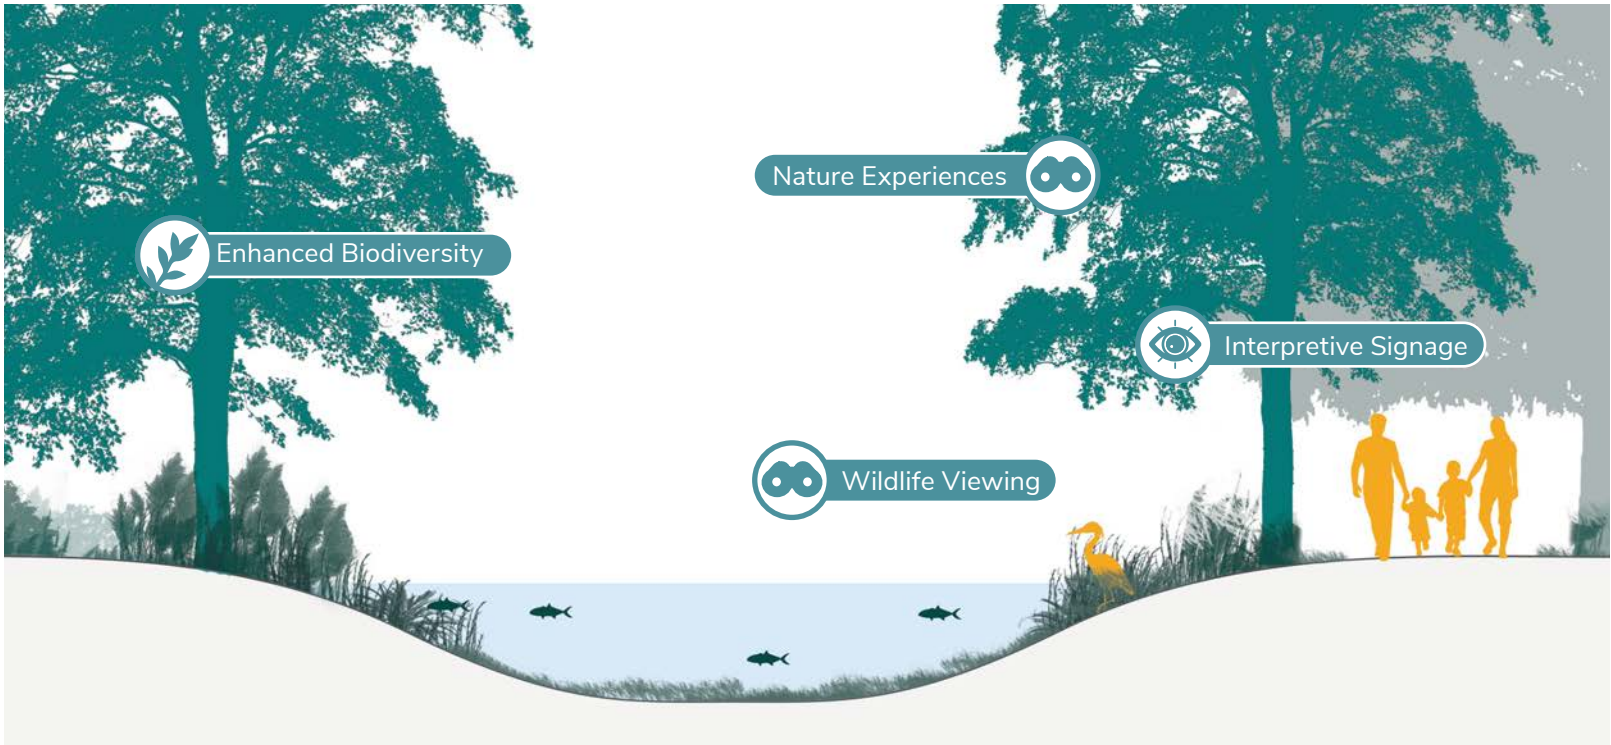 Nature Experiences
Enhanced Biodiversity
Interpretive Signage
Wildlife Viewing